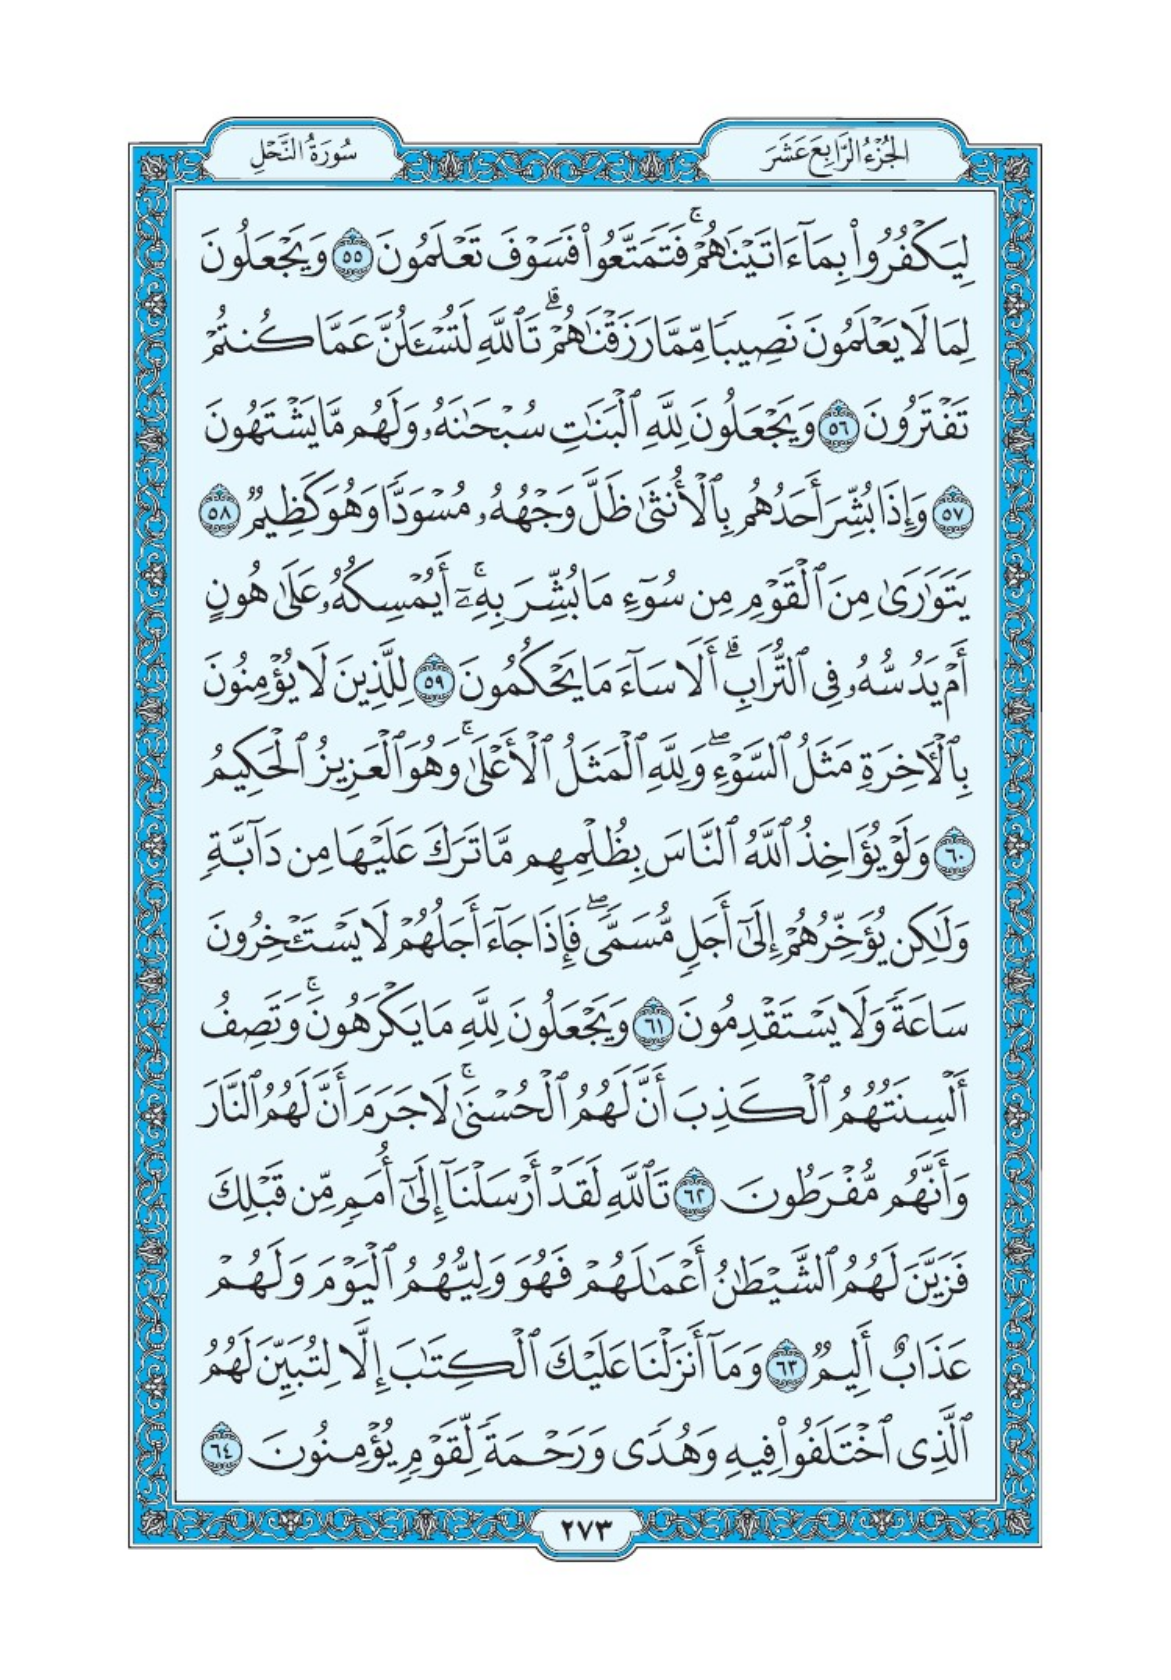 الجُزْءُ الرَّابِعَ عَشَرَ
سُورَةُ النَّحْلِ
لِيَكْفُرُوا۟ بِمَآ ءَاتَيْنَٰهُمْ ۚ فَتَمَتَّعُوا۟ فَسَوْفَ تَعْلَمُونَ ٥٥ وَيَجْعَلُونَ
لِمَا لَا يَعْلَمُونَ نَصِيبًا مِّمَّا رَزَقْنَٰهُمْ ۗ تَٱللَّهِ لَتُسْـَٔلُنَّ عَمَّا كُنتُمْ
تَفْتَرُونَ ٥٦ وَيَجْعَلُونَ لِلَّهِ ٱلْبَنَٰتِ سُبْحَٰنَهُۥ وَلَهُم مَّا يَشْتَهُونَ
٥٧ وَإِذَا بُشِّرَ أَحَدُهُم بِٱلْأُنثَىٰ ظَلَّ وَجْهُهُۥ مُسْوَدًّا وَهُوَ كَظِيمٌ ٥٨
يَتَوَٰرَىٰ مِنَ ٱلْقَوْمِ مِن سُوٓءِ مَا بُشِّرَ بِهِۦٓ ۚ أَيُمْسِكُهُۥ عَلَىٰ هُونٍ
أَمْ يَدُسُّهُۥ فِى ٱلتُّرَابِ ۗ أَلَا سَآءَ مَا يَحْكُمُونَ ٥٩ لِلَّذِينَ لَا يُؤْمِنُونَ
بِٱلْـَٔاخِرَةِ مَثَلُ ٱلسَّوْءِ ۖ وَلِلَّهِ ٱلْمَثَلُ ٱلْأَعْلَىٰ ۚ وَهُوَ ٱلْعَزِيزُ ٱلْحَكِيمُ
٦٠ وَلَوْ يُؤَاخِذُ ٱللَّهُ ٱلنَّاسَ بِظُلْمِهِم مَّا تَرَكَ عَلَيْهَا مِن دَآبَّةٍ
وَلَٰكِن يُؤَخِّرُهُمْ إِلَىٰٓ أَجَلٍ مُّسَمًّى ۖ فَإِذَا جَآءَ أَجَلُهُمْ لَا يَسْتَـْٔخِرُونَ
سَاعَةً وَلَا يَسْتَقْدِمُونَ ٦١ وَيَجْعَلُونَ لِلَّهِ مَا يَكْرَهُونَ ۚ وَتَصِفُ
أَلْسِنَتُهُمُ ٱلْكَذِبَ أَنَّ لَهُمُ ٱلْحُسْنَىٰ ۚ لَا جَرَمَ أَنَّ لَهُمُ ٱلنَّارَ
وَأَنَّهُم مُّفْرَطُونَ ٦٢ تَٱللَّهِ لَقَدْ أَرْسَلْنَآ إِلَىٰٓ أُمَمٍ مِّن قَبْلِكَ
فَزَيَّنَ لَهُمُ ٱلشَّيْطَٰنُ أَعْمَٰلَهُمْ فَهُوَ وَلِيُّهُمُ ٱلْيَوْمَ وَلَهُمْ
عَذَابٌ أَلِيمٌ ٦٣ وَمَآ أَنزَلْنَا عَلَيْكَ ٱلْكِتَٰبَ إِلَّا لِتُبَيِّنَ لَهُمُ
ٱلَّذِى ٱخْتَلَفُوا۟ فِيهِ وَهُدًى وَرَحْمَةً لِّقَوْمٍ يُؤْمِنُونَ ٦٤
٢٧٣